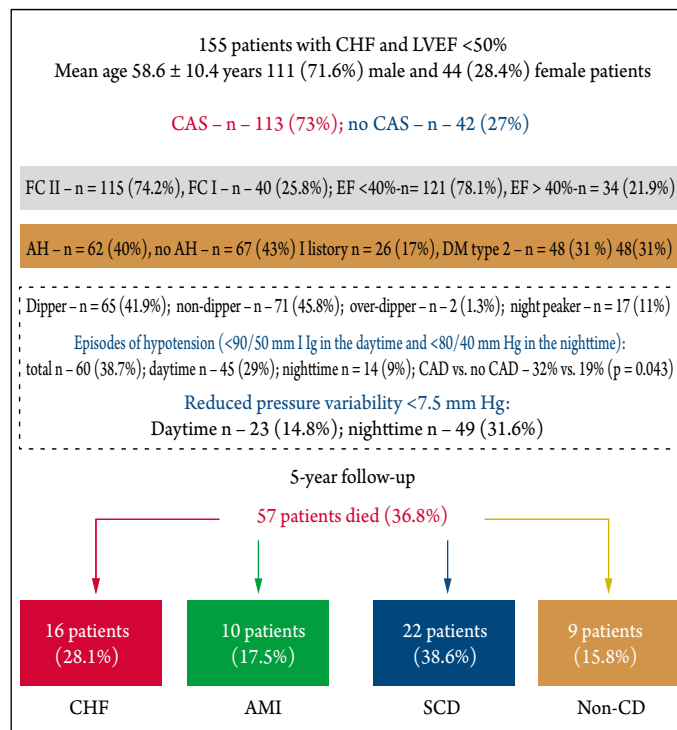 155 patients with CHF and LVEF <50%
Mean age 58.6 ± 10.4 years 111 (71.6%) male and 44 (28.4%) female patients
CAS – n – 113 (73%); no CAS – n – 42 (27%)
FC II – n = 115 (74.2%), FC I – n – 40 (25.8%); EF <40%-n= 121 (78.1%), EF > 40%-n = 34 (21.9%)
AH – n = 62 (40%), no AH – n = 67 (43%) I listory n = 26 (17%), DM type 2 – n = 48 (31 %) 48(31%)
Dipper – n = 65 (41.9%); non-dipper – n – 71 (45.8%); over-dipper – n – 2 (1.3%); night peaker – n = 17 (11%)
Episodes of hypotension (<90/50 mm I Ig in the daytime and <80/40 mm Hg in the nighttime):
total n – 60 (38.7%); daytime n – 45 (29%); nighttime n = 14 (9%); CAD vs. no CAD – 32% vs. 19% (p = 0.043)
Reduced pressure variability <7.5 mm Hg:
Daytime n – 23 (14.8%); nighttime n – 49 (31.6%)
5-year follow-up
57 patients died (36.8%)
16 patients
(28.1%)
10 patients
(17.5%)
22 patients
(38.6%)
9 patients
(15.8%)
CHF
AMI
SCD
Non-CD